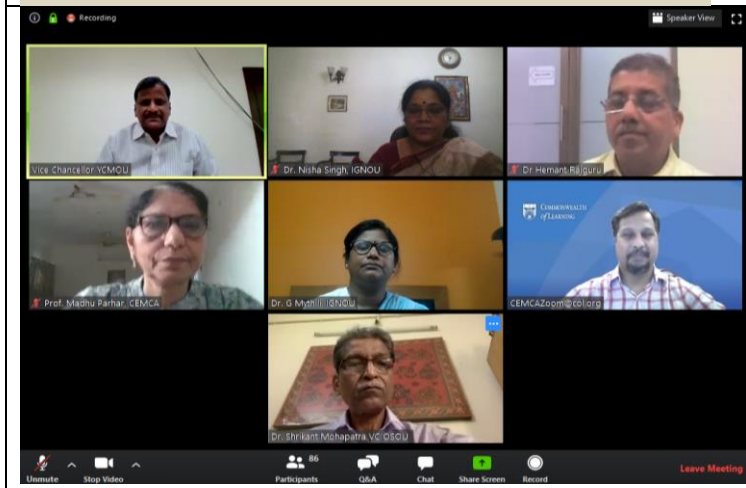 Recording
Speaker View
Vice Chancellor YCMOU
Dr. Nisha Singh, IGNOU
Dr Hemant Rajguru
COMMONWEALTH
of LEARNING
Prof. Madhu Parhar, CEMCA
Dr. G Mythili, IGNOU
CEMCAZoom@col.org
Dr. Shrikant Mohapatra VC OSOU
86
Unmute
Stop Video
Participants
Q&A
Chat
Share Screen
Record
Leave Meeting